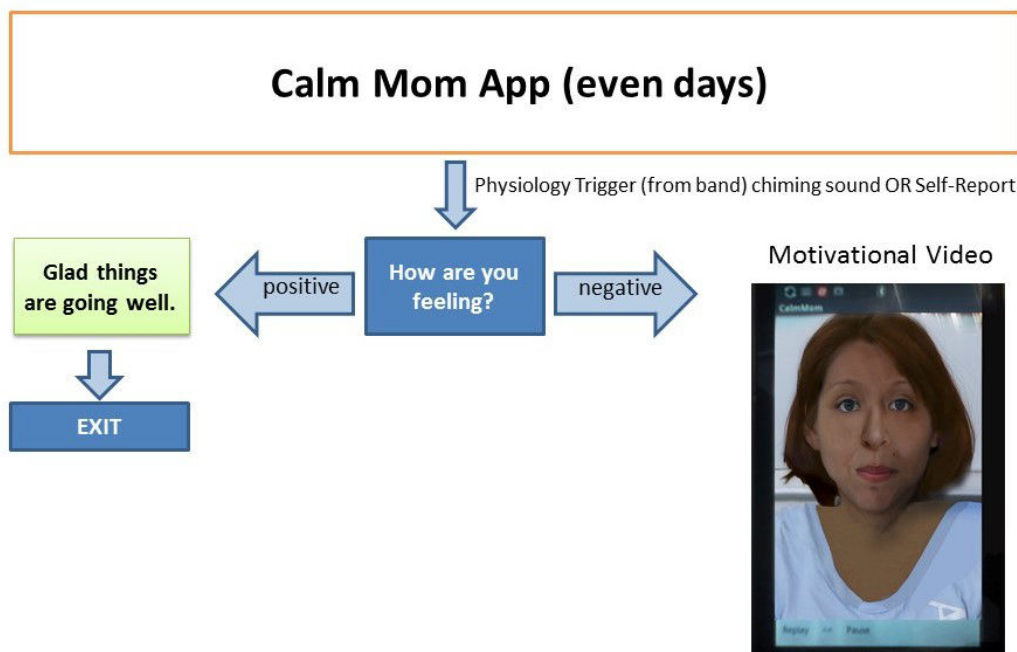 Calm Mom App (even days)
Physiology Trigger (from band) chiming sound OR Self-Report
Glad things
are going well.
positive
How are you
feeling?
negative
Motivational Video
EXIT
CalmMom
Replay << Pause